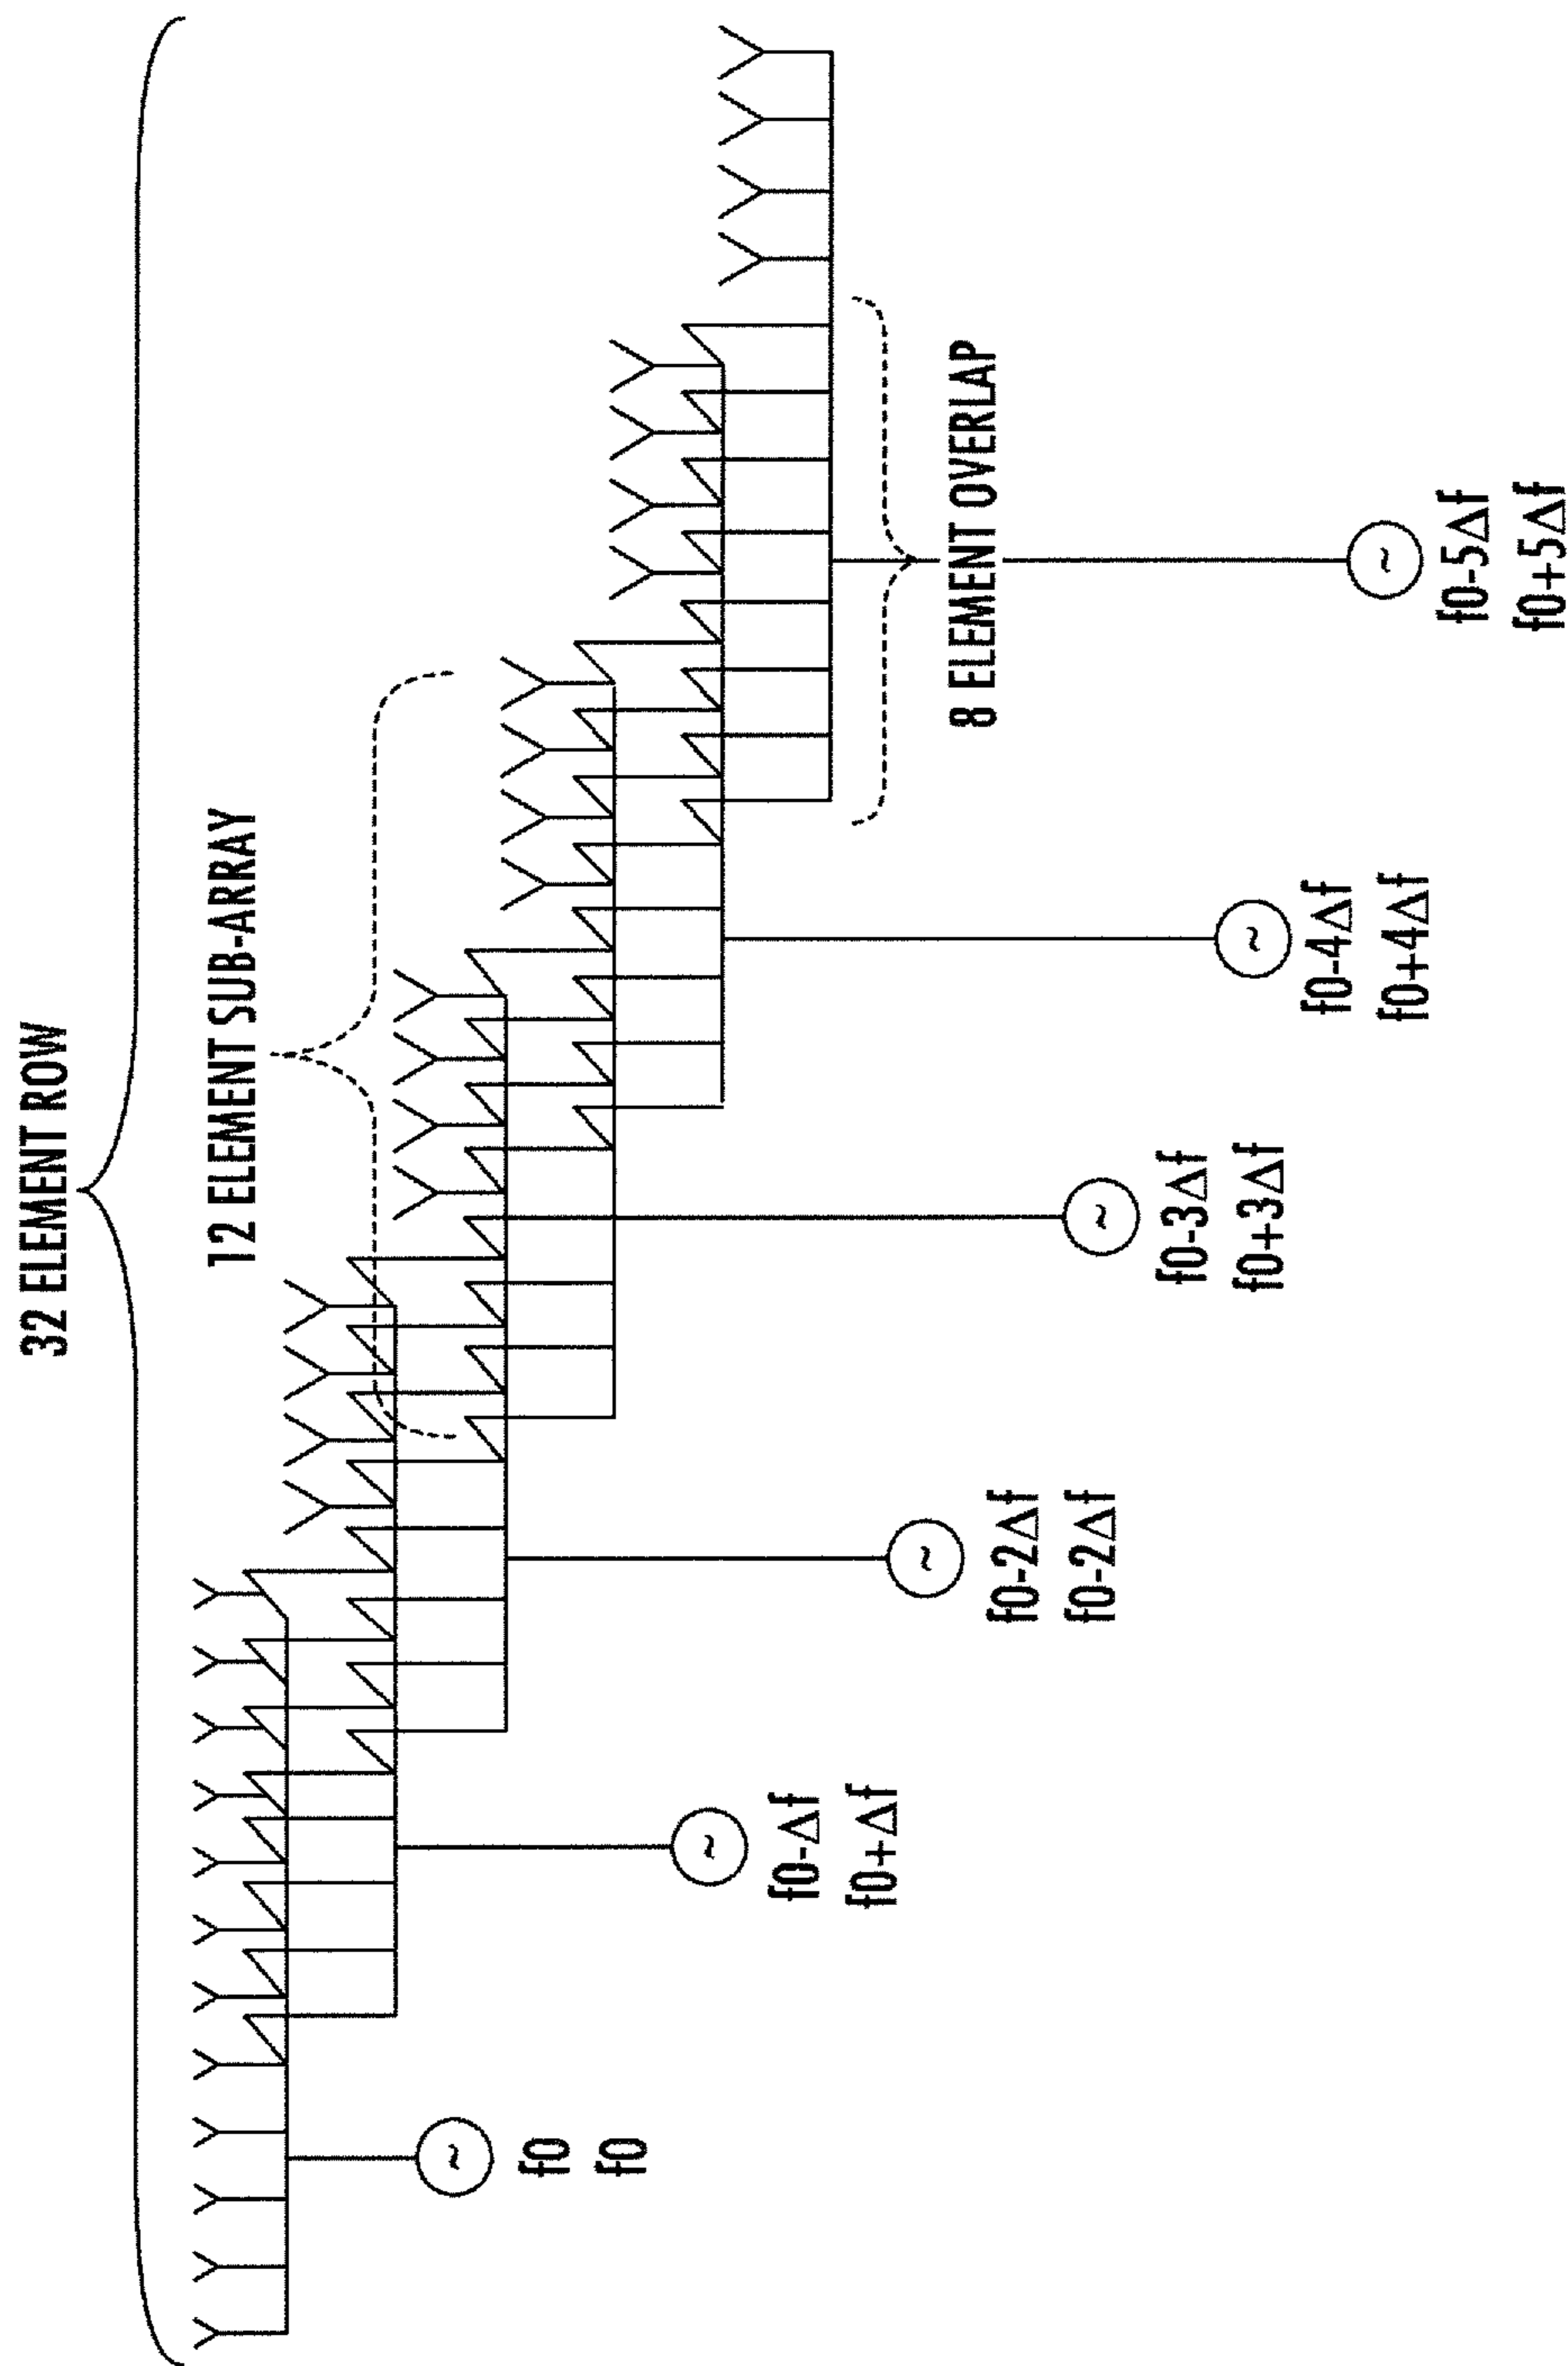 32 ELEMENT ROW
12 ELEMENT SUB-ARRAY
8 ELEMENT OVERLAP
f0
f0
f0-Δf
f0+Δf
f0-2Δf
f0-2Δf
f0-3Δf
f0+3Δf
f0-4Δf
f0+4Δf
f0-5Δf
f0+5Δf